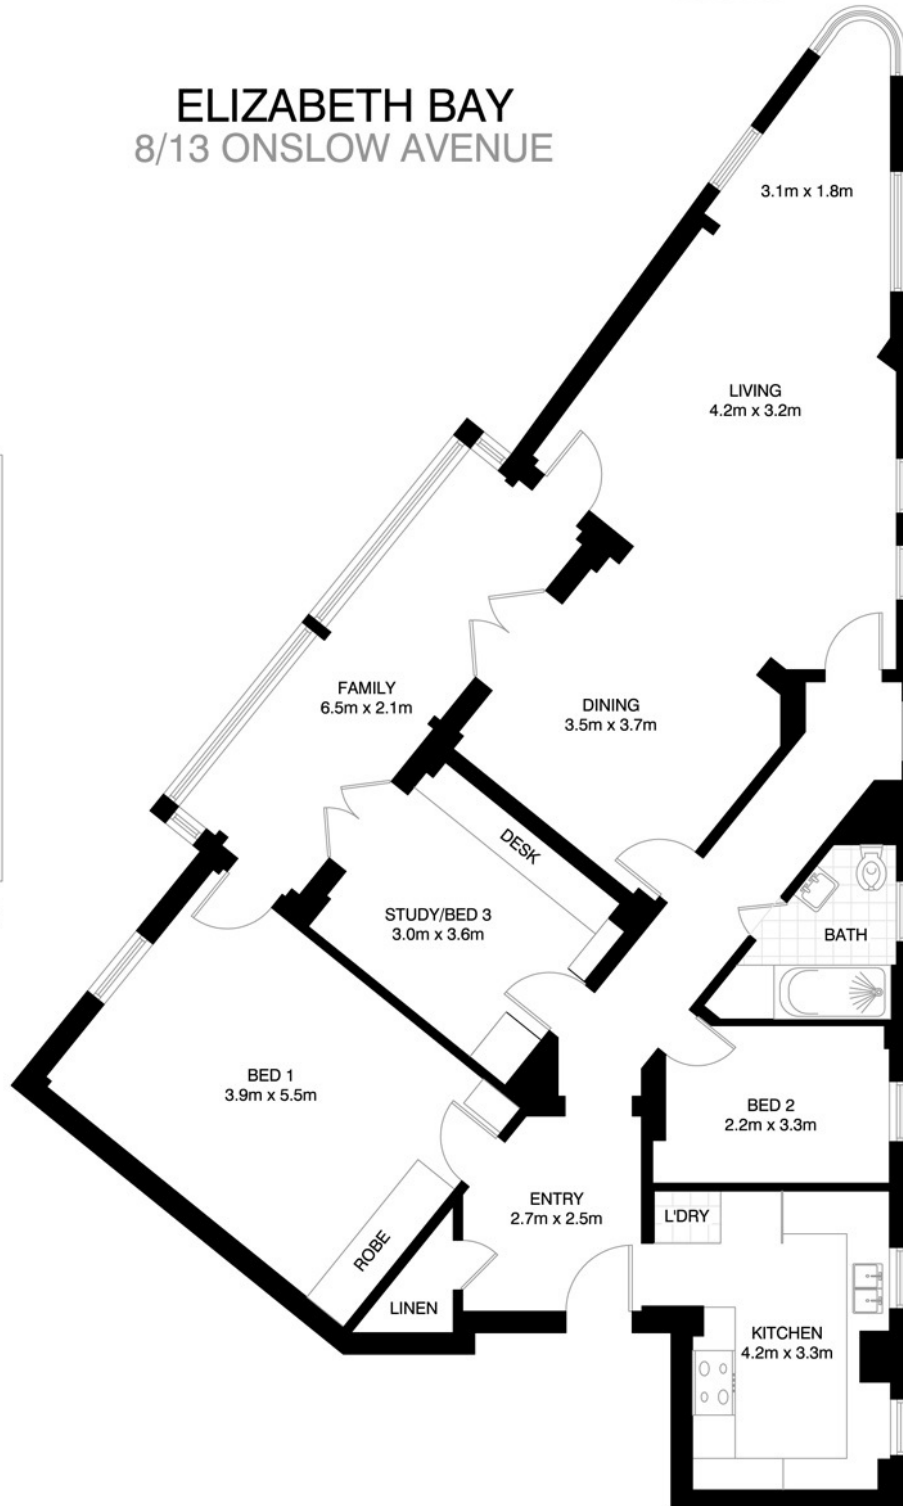 ELIZABETH BAY
8/13 ONSLOW AVENUE
3.1m x 1.8m
LIVING
4.2m x 3.2m
FAMILY
6.5m x 2.1m
DINING
3.5m x 3.7m
DESK
STUDY/BED 3
3.0m x 3.6m
BATH
BED 1
3.9m x 5.5m
BED 2
2.2m x 3.3m
ENTRY
2.7m x 2.5m
L'DRY
ROBE
LINEN
KITCHEN
4.2m x 3.3m